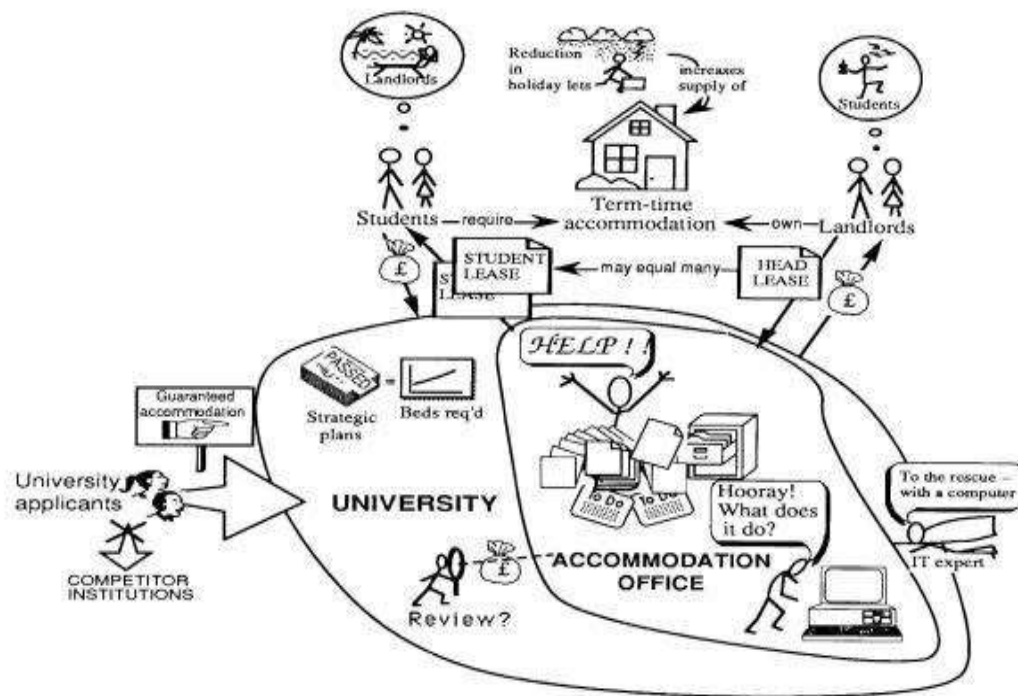 Landlords
Reduction
in
holiday lets
increases
supply of
Students
Students
require
Term-time
accommodation
own
Landlords
£
STUDENT
LEASE
ST
LEASE
may equal many
HEAD
LEASE
£
HELP ! !
PASSED
=
Strategic
plans
Beds req'd
Guaranteed
accommodation
University
applicants
COMPETITOR
INSTITUTIONS
UNIVERSITY
To Do
To Do
Hooray!
What does
it do?
To the rescue –
with a computer
IT expert
£
ACCOMMODATION
OFFICE
Review?